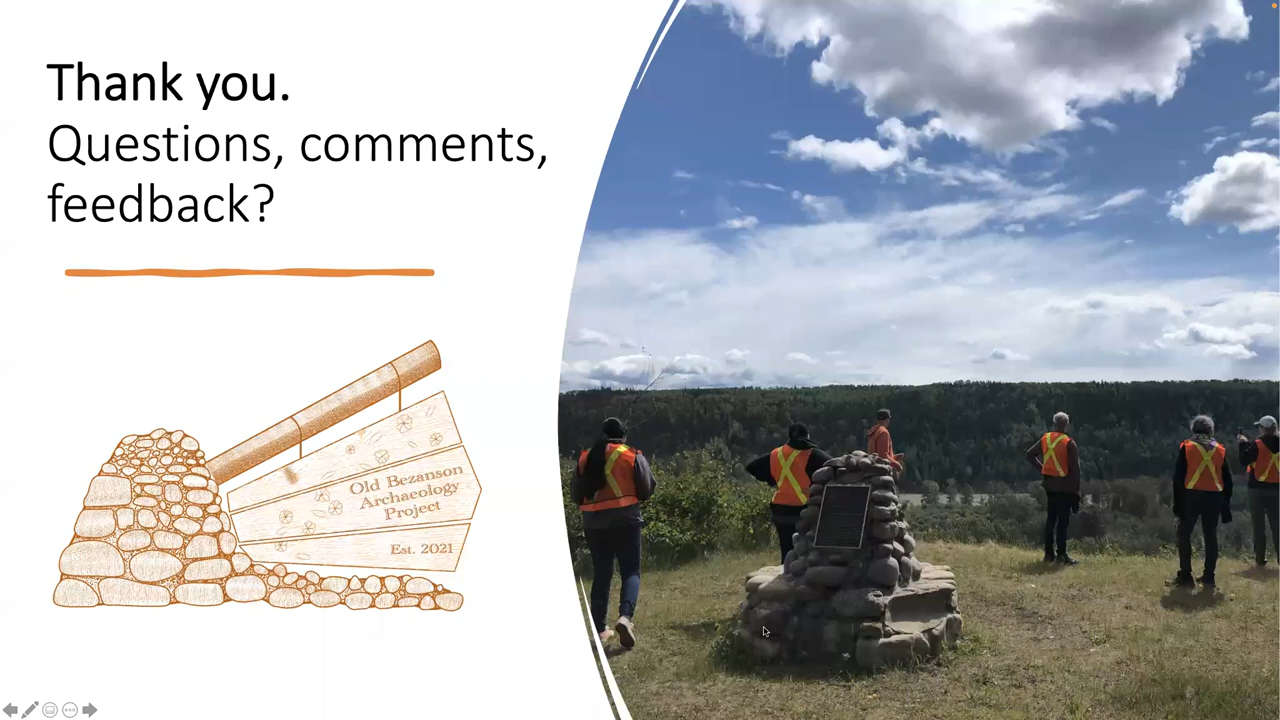 Thank you.
Questions, comments,
feedback?
Old Bezanson
Archaeology
Project
Est. 2021